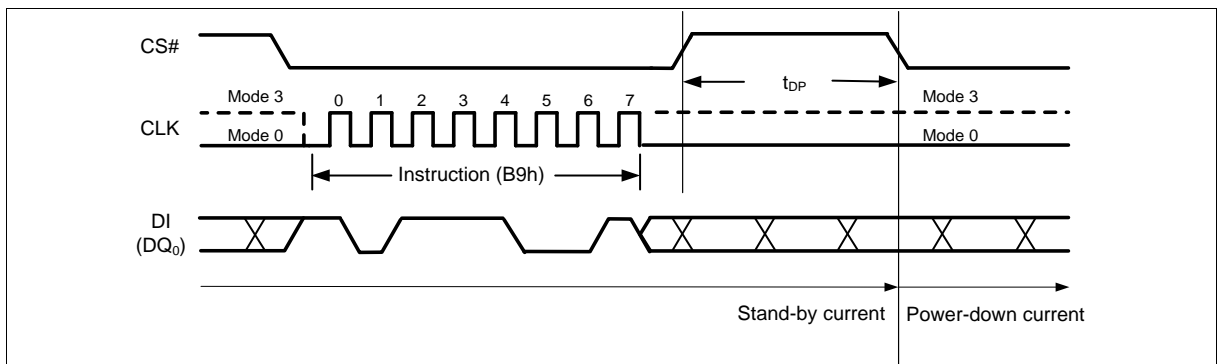 CS#
tDP
Mode 3
0 1 2 3 4 5 6 7
Mode 3
CLK
Mode 0
Mode 0
Instruction (B9h)
DI
(DQ0)
Stand-by current
Power-down current